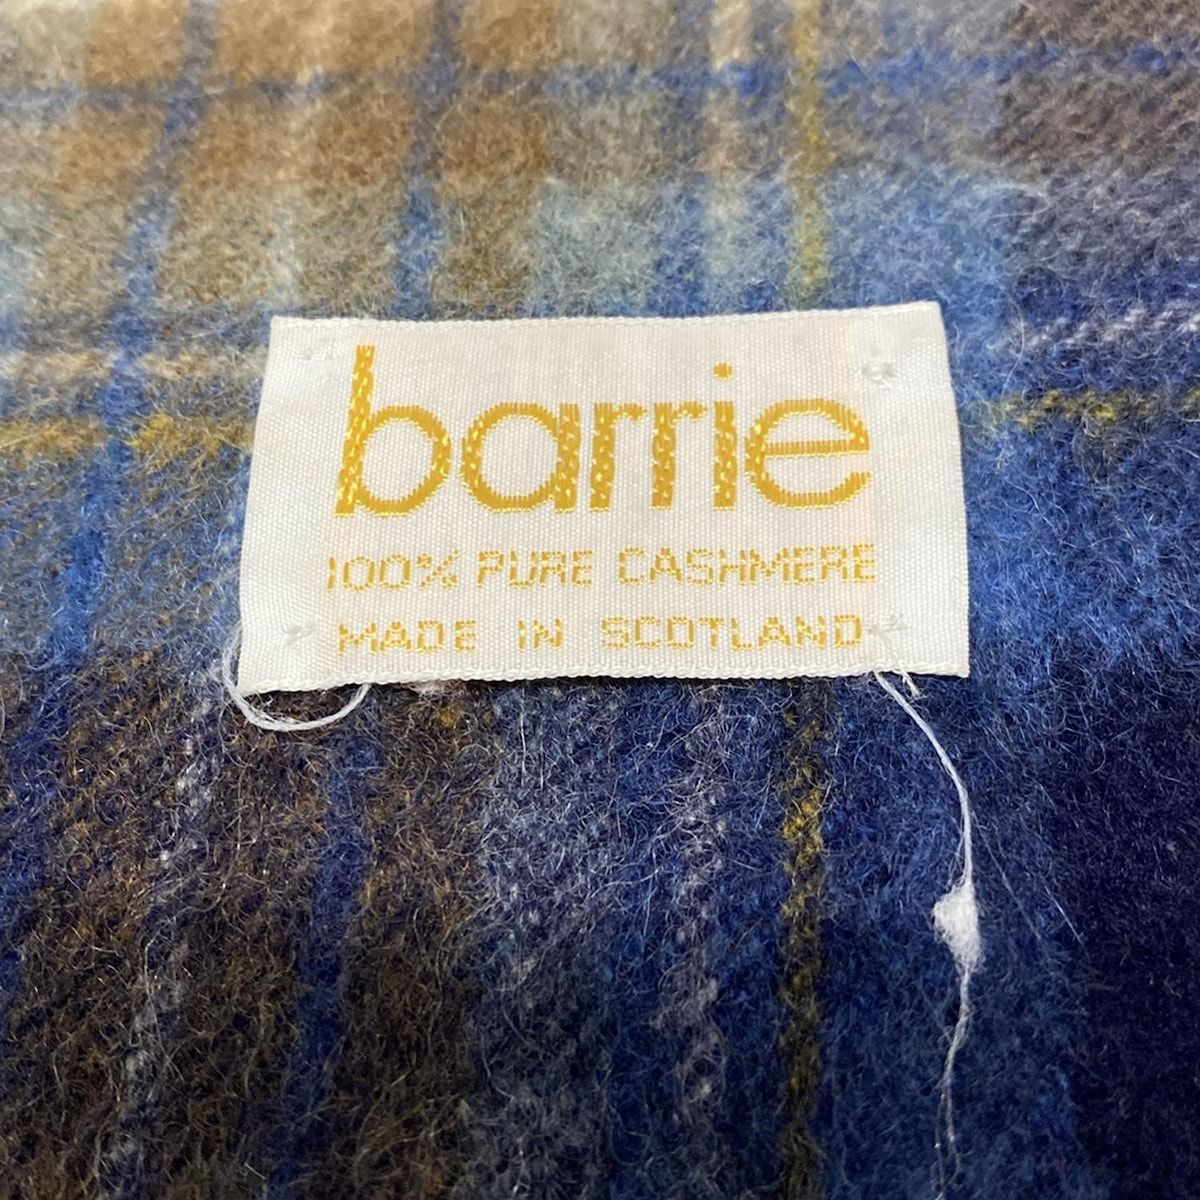 barrie
100% PURE CASHMERE
MADE IN SCOTLAND